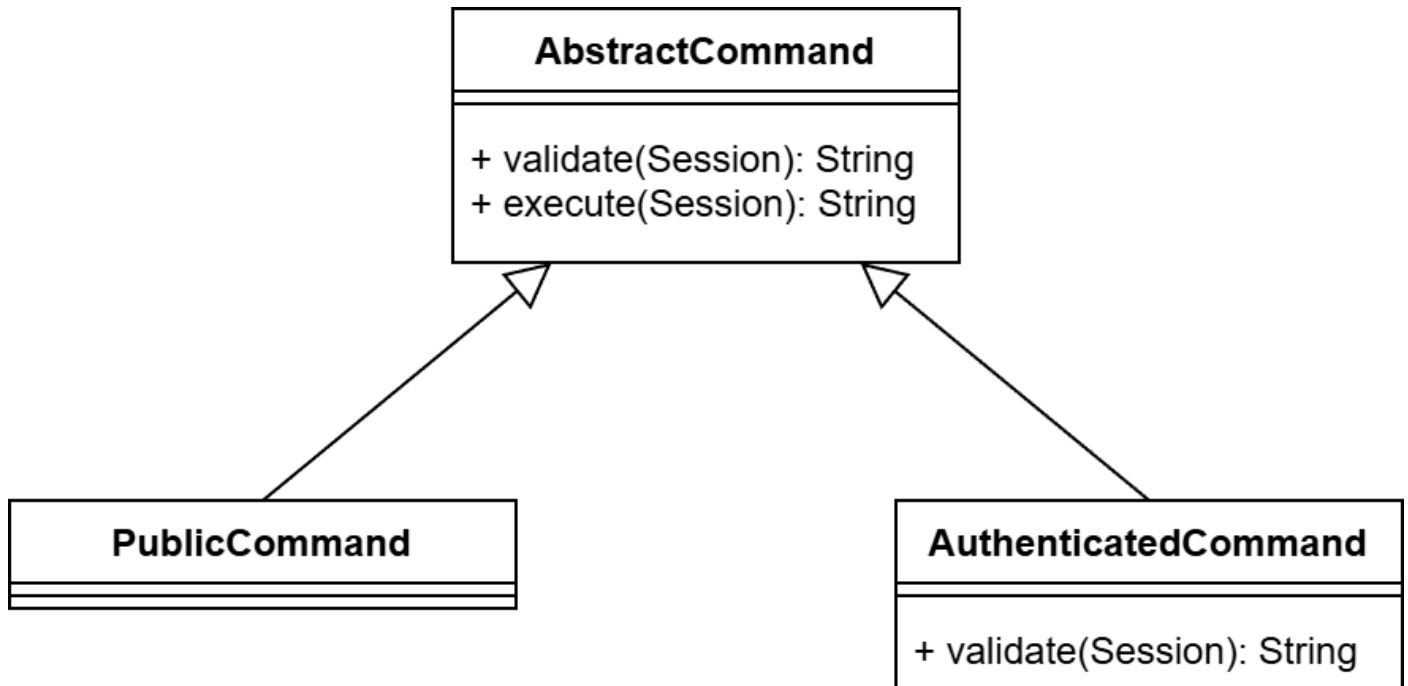 AbstractCommand
+ validate(Session): String
+ execute(Session): String
PublicCommand
AuthenticatedCommand
+ validate(Session): String